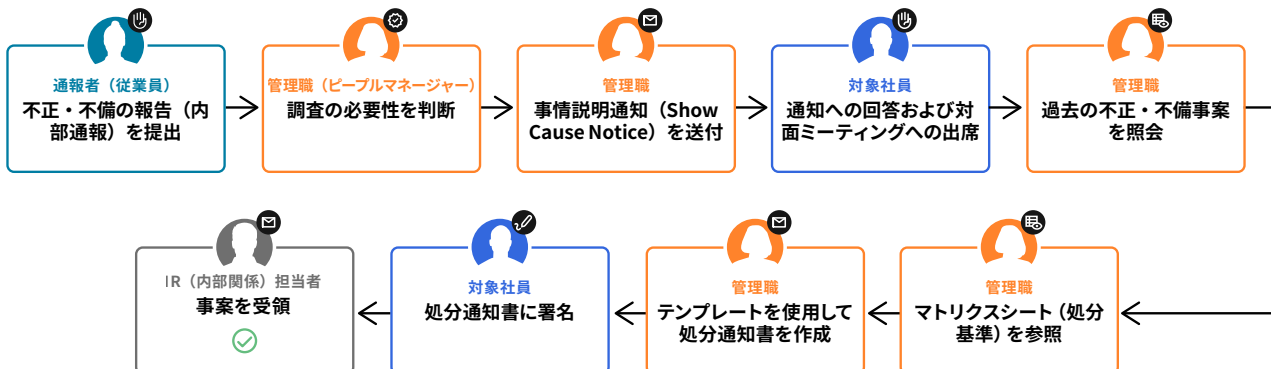 通報者（従業員）
不正・不備の報告（内
部通報）を提出
管理職（ピープルマネージャー）
調査の必要性を判断
管理職
事情説明通知（Show
Cause Notice）を送付
対象社員
通知への回答および対
面ミーティングへの出席
管理職
過去の不正・不備事案
を照会
管理職
マトリクスシート（処分
基準）を参照
管理職
テンプレートを使用して
処分通知書を作成
対象社員
処分通知書に署名
IR（内部関係）担当者
事案を受領